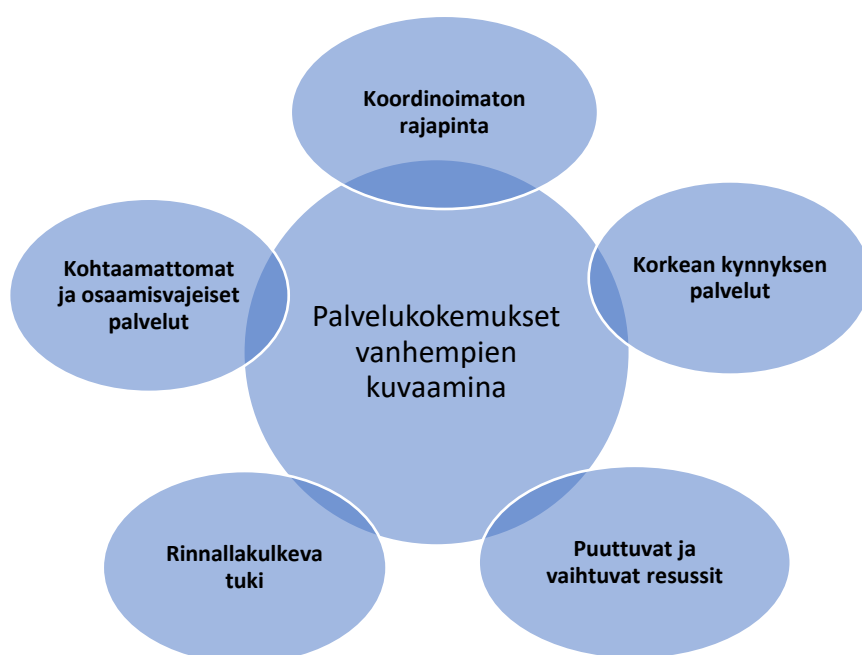 Koordinoimaton
rajapinta
Korkean kynnyksen
palvelut
Kohtaamattomat
ja osaamisvajeiset
palvelut
Palvelukokemukset
vanhempien
kuvaamina
Rinnallakulkeva
tuki
Puuttuvat ja
vaihtuvat resussit